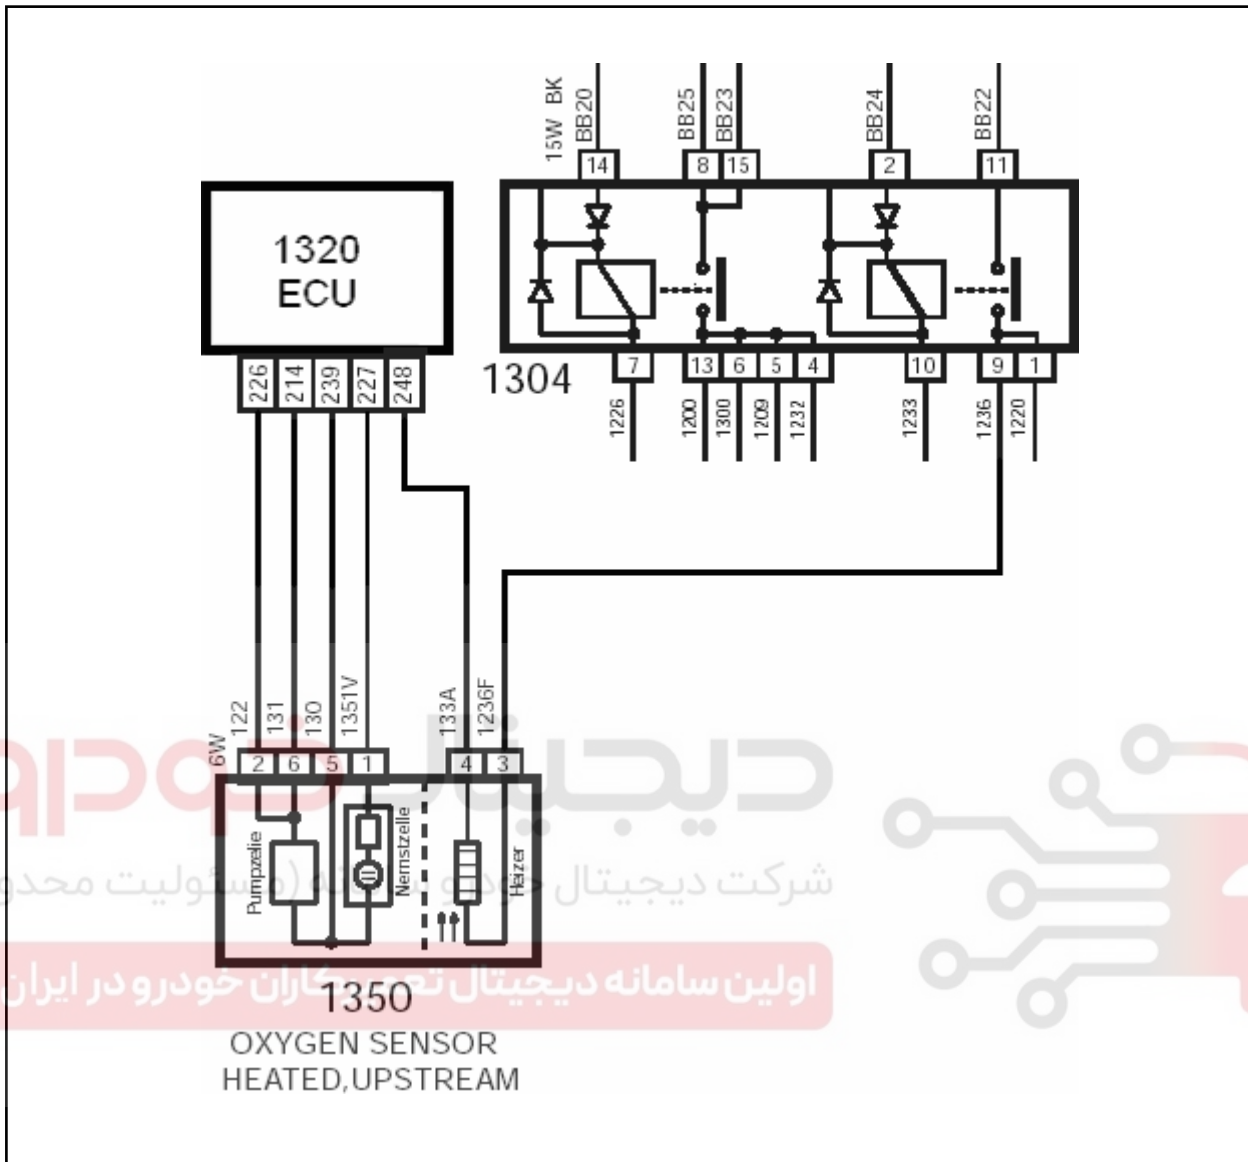 15W BK
BB20
BB25
BB23
BB24
BB22
14
8
15
2
11
1320
ECU
1304
226
214
239
227
248
7
13
6
5
4
10
9
1
1226
1200
1300
1209
1232
1233
1236
1220
6W
122
131
130
1351V
133A
1236F
2
6
5
1
4
3
Pumpzelie
Nernstzelle
Heizer
دیجیتال خودرو
شرکت دیجیتال خودرو سامانه (مسئولیت محدو
اولین سامانه دیجیتال تعمیرکاران خودرو در ایران
1350
OXYGEN SENSOR
HEATED,UPSTREAM